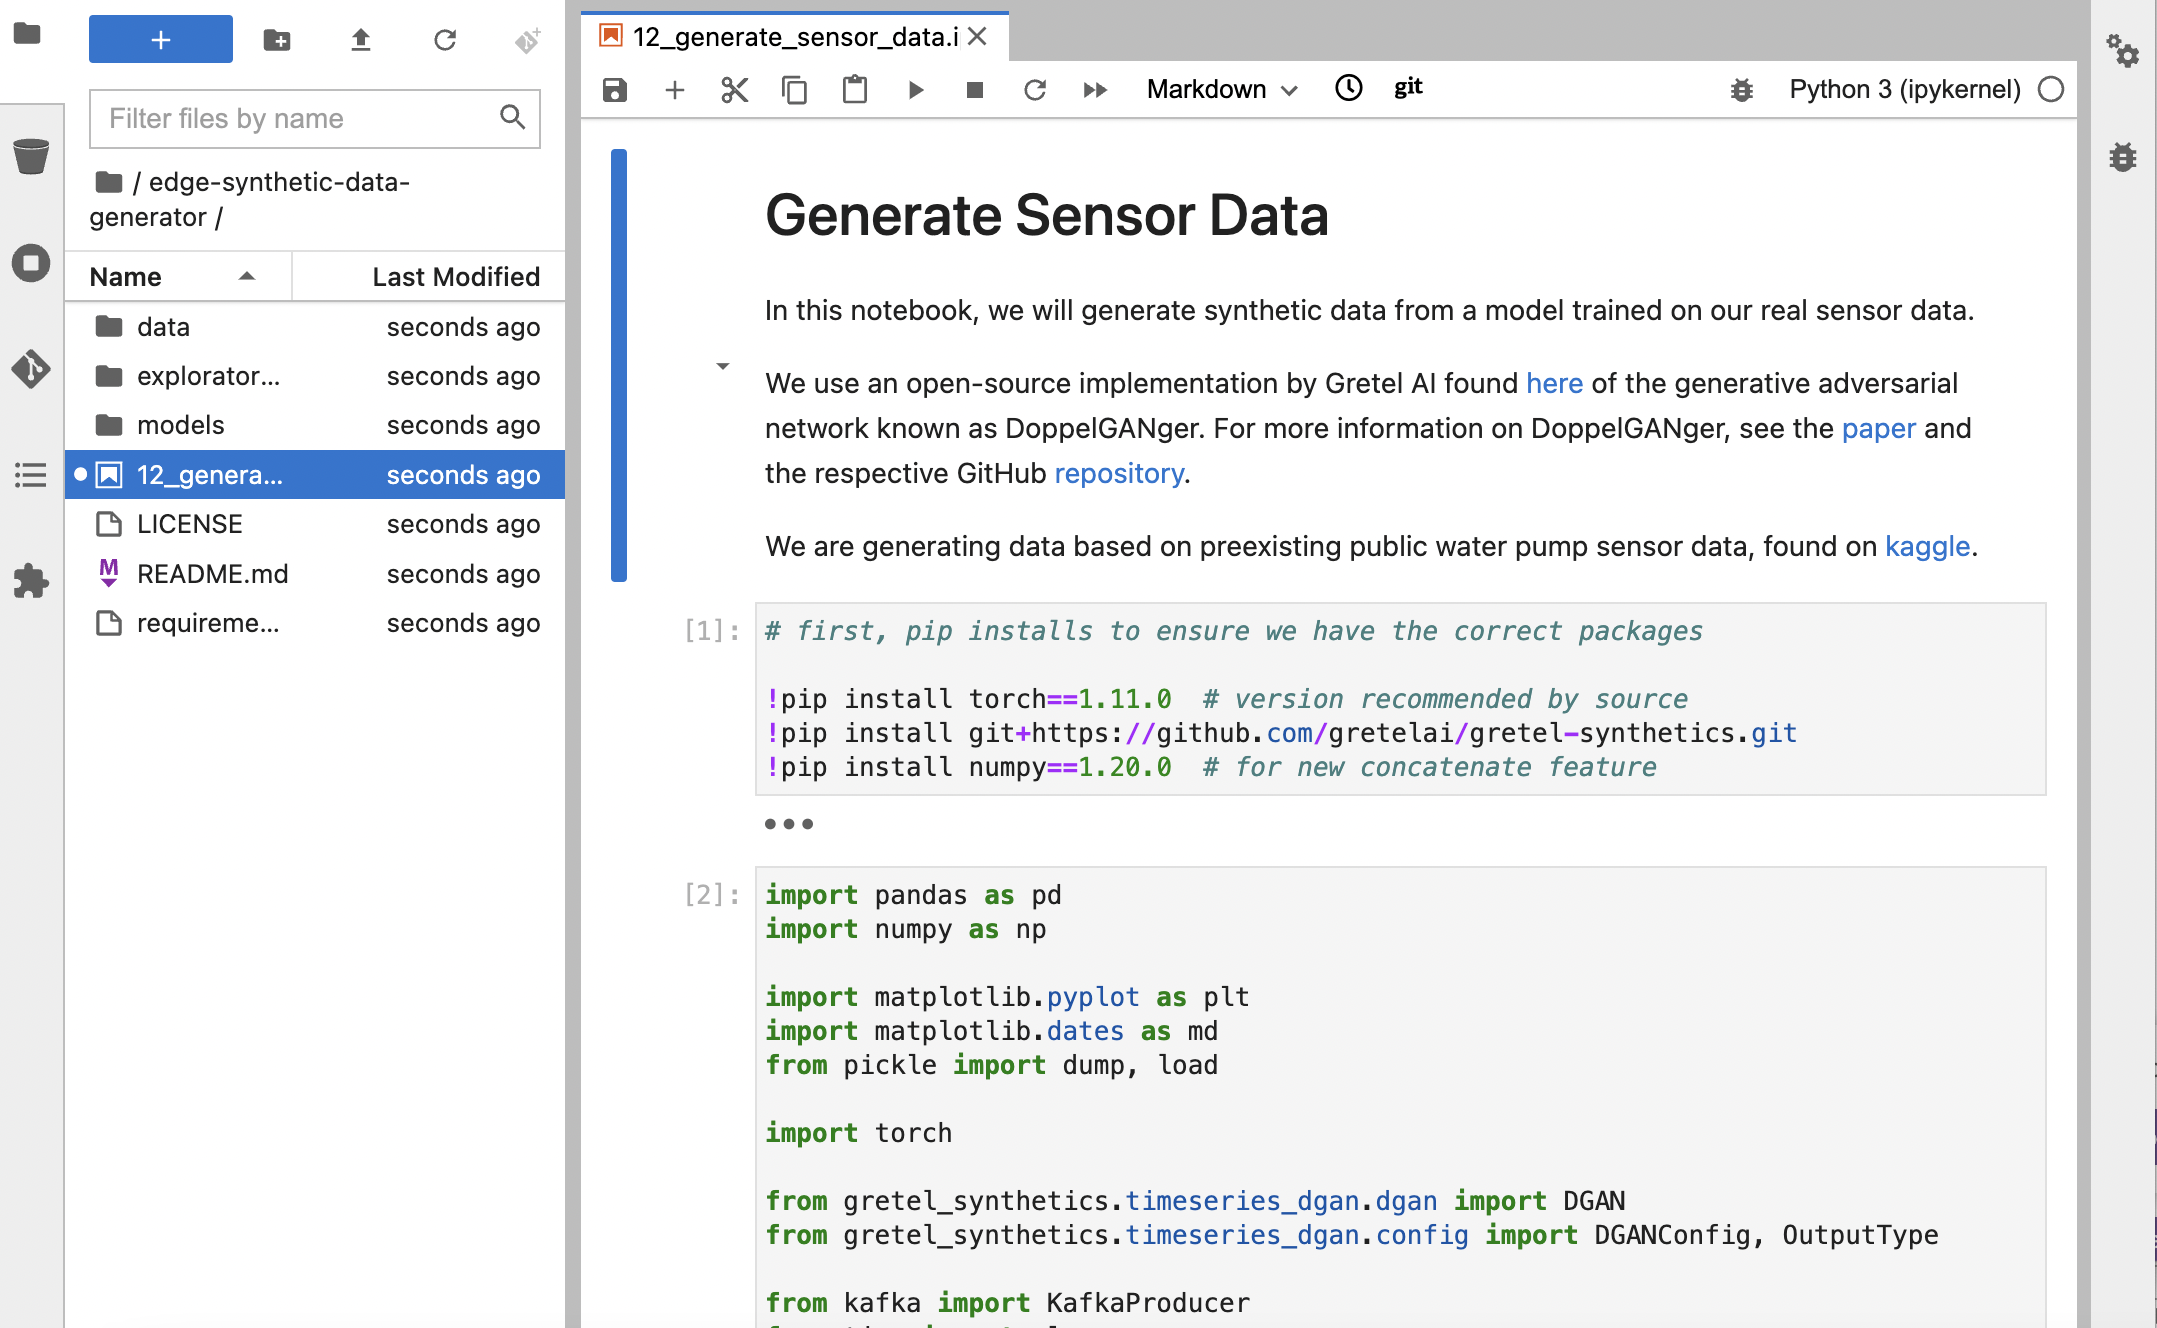 12_generate_sensor_data.i
Filter files by name
Markdown
git
Python 3 (ipykernel)
/ edge-synthetic-data-
generator /
Name
Last Modified
data seconds ago
explorator... seconds ago
models seconds ago
12_genera... seconds ago
LICENSE seconds ago
README.md seconds ago
requireme... seconds ago
Generate Sensor Data
In this notebook, we will generate synthetic data from a model trained on our real sensor data.
We use an open-source implementation by Gretel AI found here of the generative adversarial
network known as DoppelGANger. For more information on DoppelGANger, see the paper and
the respective GitHub repository.
We are generating data based on preexisting public water pump sensor data, found on kaggle.
[1]:
# first, pip installs to ensure we have the correct packages
!pip install torch==1.11.0  # version recommended by source
!pip install git+https://github.com/gretelai/gretel-synthetics.git
!pip install numpy==1.20.0  # for new concatenate feature
[2]:
import pandas as pd
import numpy as np
import matplotlib.pyplot as plt
import matplotlib.dates as md
from pickle import dump, load
import torch
from gretel_synthetics.timeseries_dgan.dgan import DGAN
from gretel_synthetics.timeseries_dgan.config import DGANConfig, OutputType
from kafka import KafkaProducer